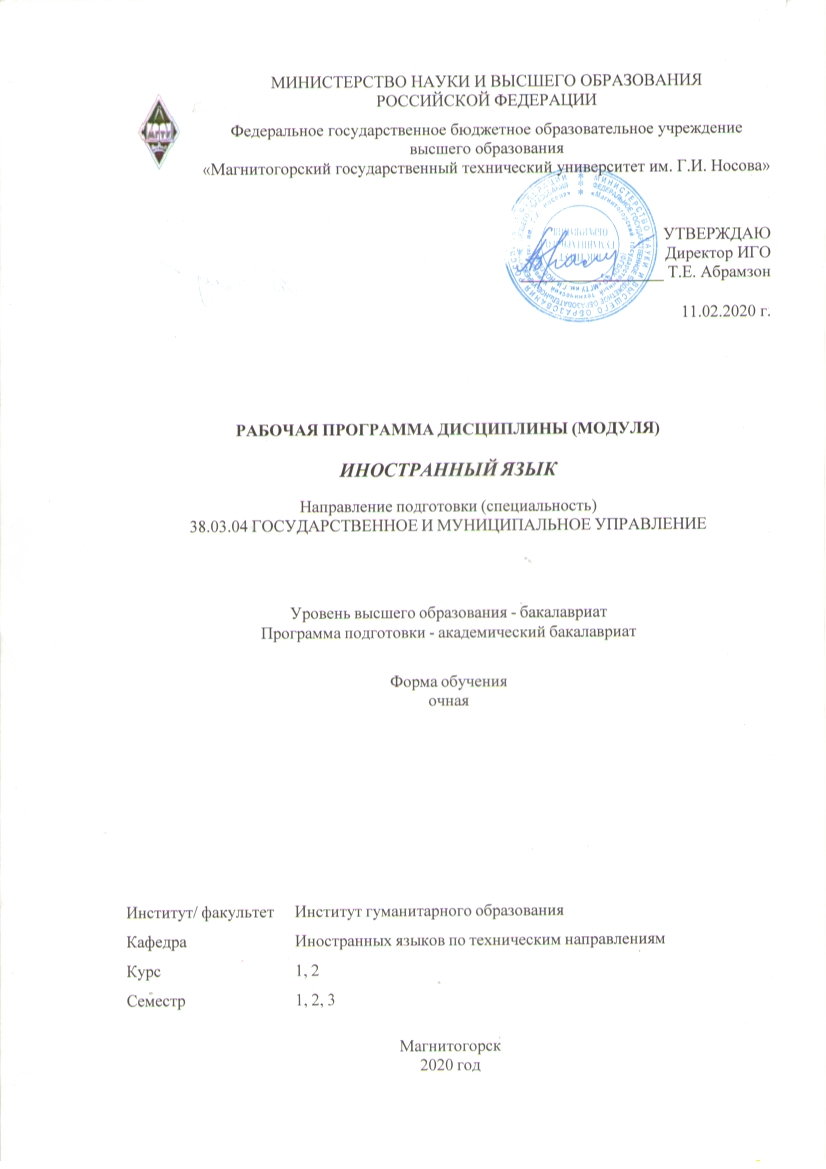 МИНИСТЕРСТВО НАУКИ И ВЫСШЕГО ОБРАЗОВАНИЯ
РОССИЙСКОЙ ФЕДЕРАЦИИ
Федеральное государственное бюджетное образовательное учреждение
высшего образования
«Магнитогорский государственный технический университет им. Г.И. Носова»
УТВЕРЖДАЮ
Директор ИГО
Т.Е. Абрамзон
11.02.2020 г.
РАБОЧАЯ ПРОГРАММА ДИСЦИПЛИНЫ (МОДУЛЯ)
ИНОСТРАННЫЙ ЯЗЫК
Направление подготовки (специальность)
38.03.04 ГОСУДАРСТВЕННОЕ И МУНИЦИПАЛЬНОЕ УПРАВЛЕНИЕ
Уровень высшего образования - бакалавриат
Программа подготовки - академический бакалавриат
Форма обучения
очная
Институт/ факультет Институт гуманитарного образования
Кафедра Иностранных языков по техническим направлениям
Курс 1, 2
Семестр 1, 2, 3
Магнитогорск
2020 год